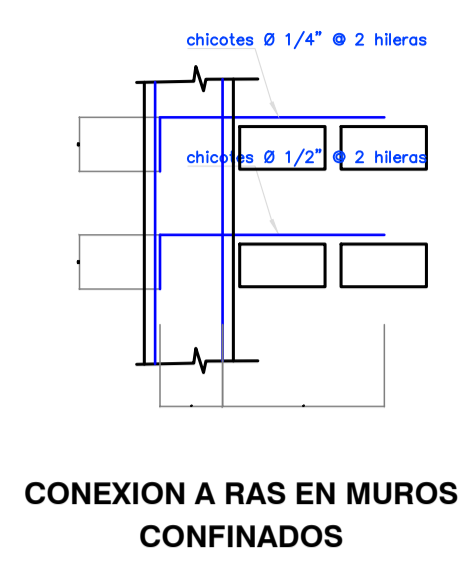 chicotes Ø 1/4” @ 2 hileras
chicotes Ø 1/2” @ 2 hileras
CONEXION A RAS EN MUROS
CONFINADOS